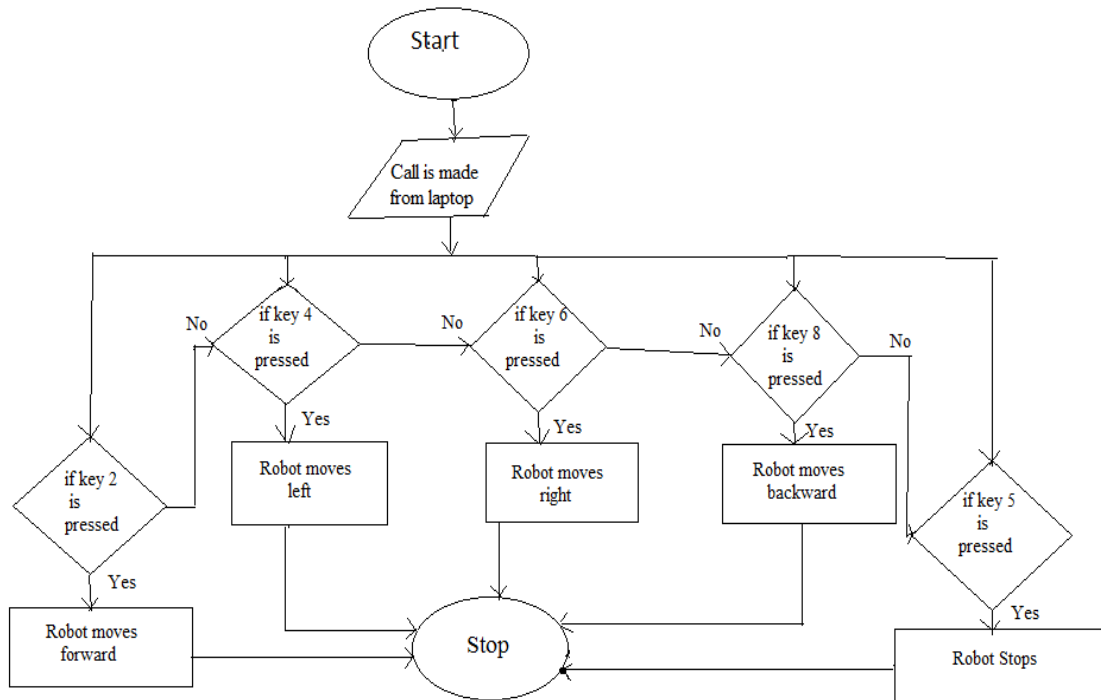 Start
Call is made
from laptop
No
if key 4
is
pressed
No
if key 6
is
pressed
No
if key 8
is
pressed
No
Yes
Yes
Yes
if key 2
is
pressed
Robot moves
left
Robot moves
right
Robot moves
backward
if key 5
is
pressed
Yes
Yes
Robot moves
forward
Stop
Robot Stops